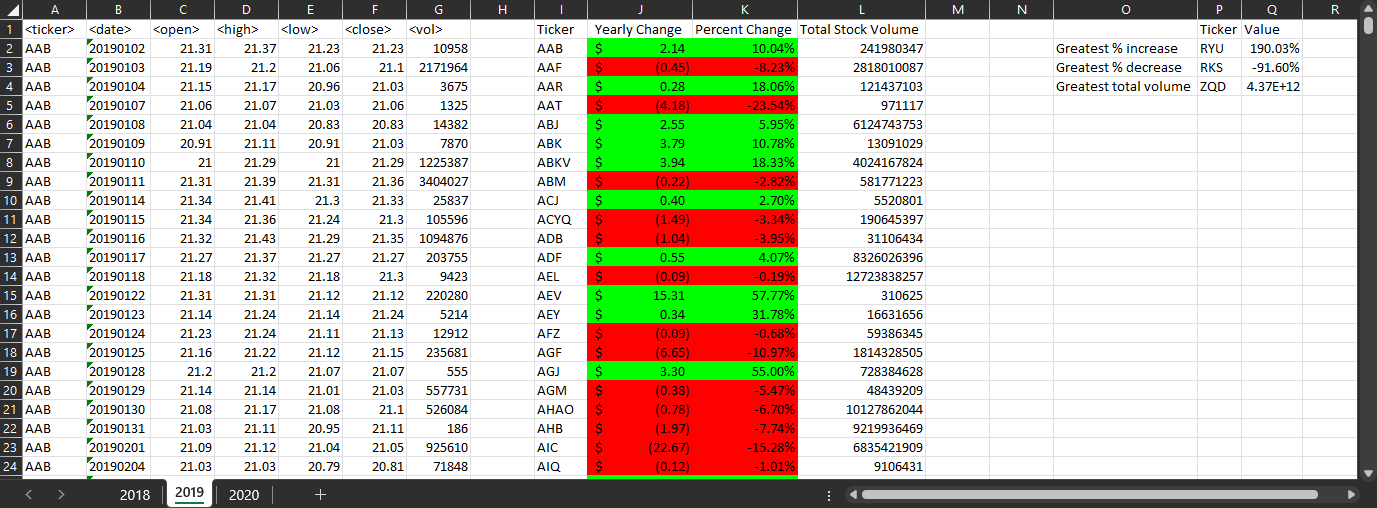 A B C D E F G H I J K L M N O P Q R
1 <ticker> <date> <open> <high> <low> <close> <vol> Ticker Yearly Change Percent Change Total Stock Volume Ticker Value
2 AAB 20190102 21.31 21.37 21.23 21.23 10958 AAB $ 2.14 10.04% 241980347 Greatest % increase RYU 190.03%
3 AAB 20190103 21.19 21.2 21.06 21.1 2171964 AAF $ (0.45) -8.23% 2818010087 Greatest % decrease RKS -91.60%
4 AAB 20190104 21.15 21.17 20.96 21.03 3675 AAR $ 0.28 18.06% 121437103 Greatest total volume ZQD 4.37E+12
5 AAB 20190107 21.06 21.07 21.03 21.06 1325 AAT $ (4.18) -23.54% 971117
6 AAB 20190108 21.04 21.04 20.83 20.83 14382 ABJ $ 2.55 5.95% 6124743753
7 AAB 20190109 20.91 21.11 20.91 21.03 7870 ABK $ 3.79 10.78% 13091029
8 AAB 20190110 21 21.29 21 21.29 1225387 ABKV $ 3.94 18.33% 4024167824
9 AAB 20190111 21.31 21.39 21.31 21.36 3404027 ABM $ (0.22) -2.82% 581771223
10 AAB 20190114 21.34 21.41 21.3 21.33 25837 ACJ $ 0.40 2.70% 5520801
11 AAB 20190115 21.34 21.36 21.24 21.3 105596 ACYQ $ (1.49) -3.34% 190645397
12 AAB 20190116 21.32 21.43 21.29 21.35 1094876 ADB $ (1.04) -3.95% 31106434
13 AAB 20190117 21.27 21.37 21.27 21.27 203755 ADF $ 0.55 4.07% 8326026396
14 AAB 20190118 21.18 21.32 21.18 21.3 9423 AEL $ (0.09) -0.19% 12723838257
15 AAB 20190122 21.31 21.31 21.12 21.12 220280 AEV $ 15.31 57.77% 310625
16 AAB 20190123 21.14 21.24 21.14 21.24 5214 AEY $ 0.34 31.78% 16631656
17 AAB 20190124 21.23 21.24 21.11 21.13 12912 AFZ $ (0.09) -0.68% 59386345
18 AAB 20190125 21.16 21.22 21.12 21.15 235681 AGF $ (6.65) -10.97% 1814328505
19 AAB 20190128 21.2 21.2 21.07 21.07 555 AGJ $ 3.30 55.00% 728384628
20 AAB 20190129 21.14 21.14 21.01 21.03 557731 AGM $ (0.38) -5.47% 48439209
21 AAB 20190130 21.08 21.17 21.08 21.1 526084 AHAO $ (0.78) -6.70% 10127862044
22 AAB 20190131 21.03 21.11 20.95 21.11 186 AHB $ (1.97) -7.74% 9219936469
23 AAB 20190201 21.09 21.12 21.04 21.05 925610 AIC $ (22.67) -15.28% 6835421909
24 AAB 20190204 21.03 21.03 20.79 20.81 71848 AIQ $ (0.12) -1.01% 9106431
2018 2019 2020